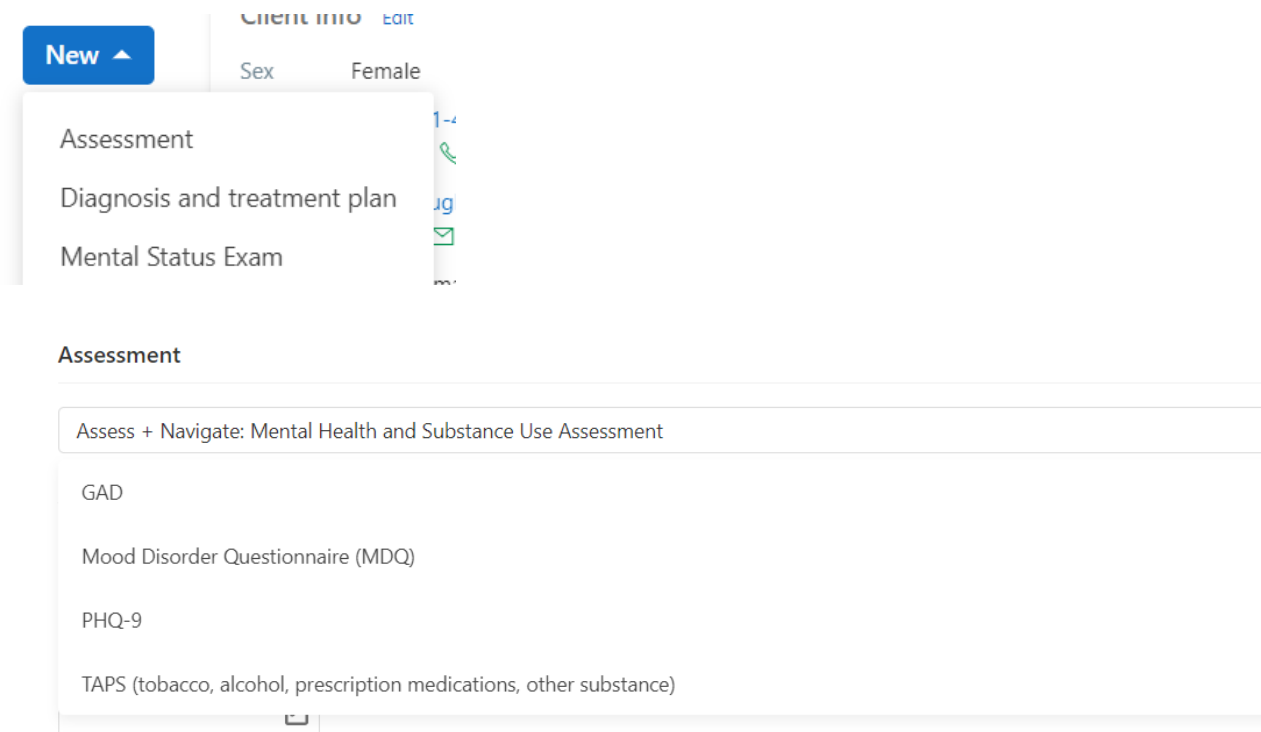 Client Info Edit
New
Sex Female
Assessment
Diagnosis and treatment plan
Mental Status Exam
Assessment
Assess + Navigate: Mental Health and Substance Use Assessment
GAD
Mood Disorder Questionnaire (MDQ)
PHQ-9
TAPS (tobacco, alcohol, prescription medications, other substance)